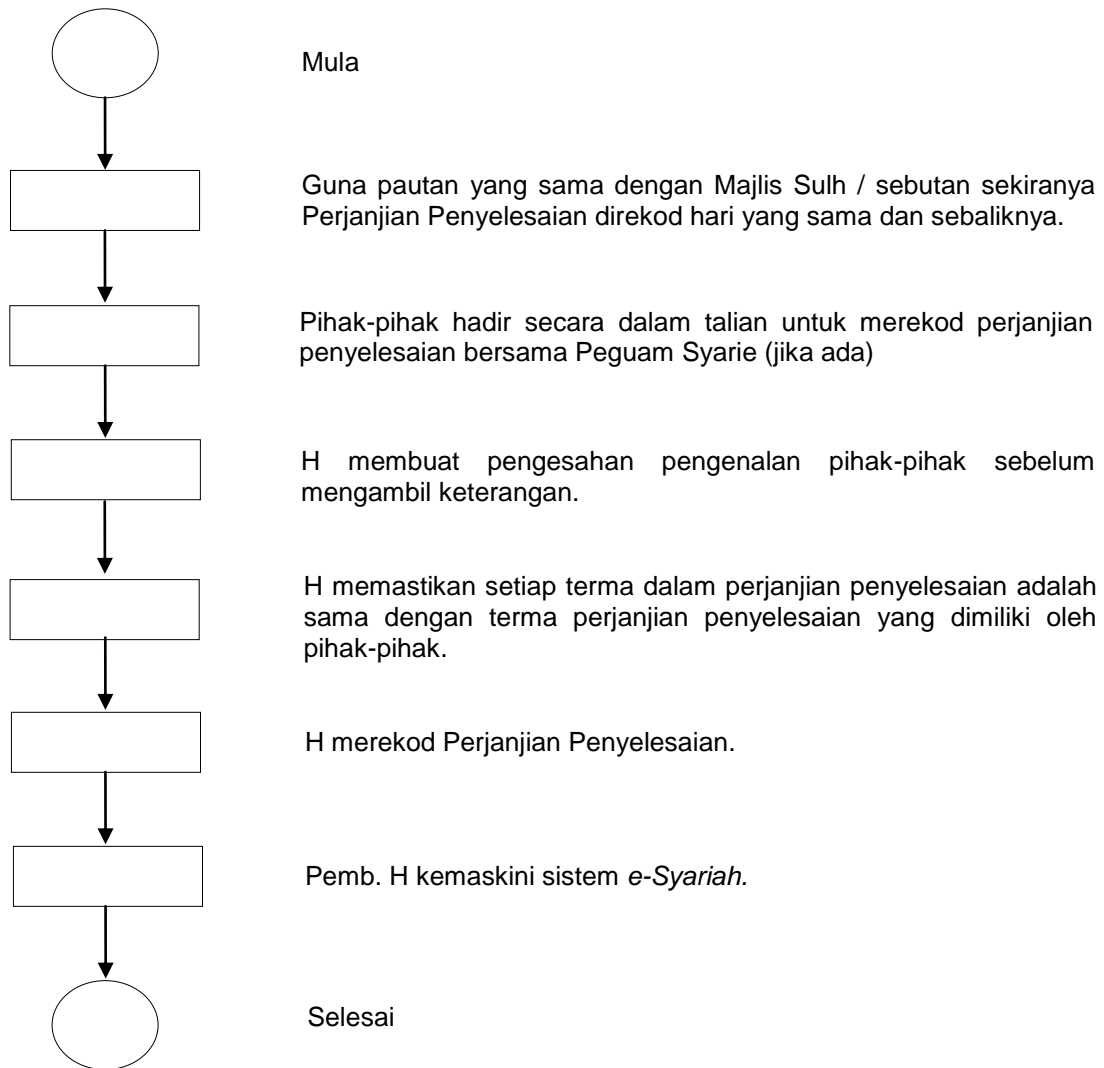 Mula
Guna pautan yang sama dengan Majlis Sulh / sebutan sekiranya
Perjanjian Penyelesaian direkod hari yang sama dan sebaliknya.
Pihak-pihak hadir secara dalam talian untuk merekod perjanjian
penyelesaian bersama Peguam Syarie (jika ada)
H membuat pengesahan pengenalan pihak-pihak sebelum
mengambil keterangan.
H memastikan setiap terma dalam perjanjian penyelesaian adalah
sama dengan terma perjanjian penyelesaian yang dimiliki oleh
pihak-pihak.
H merekod Perjanjian Penyelesaian.
Pemb. H kemaskini sistem e-Syariah.
Selesai